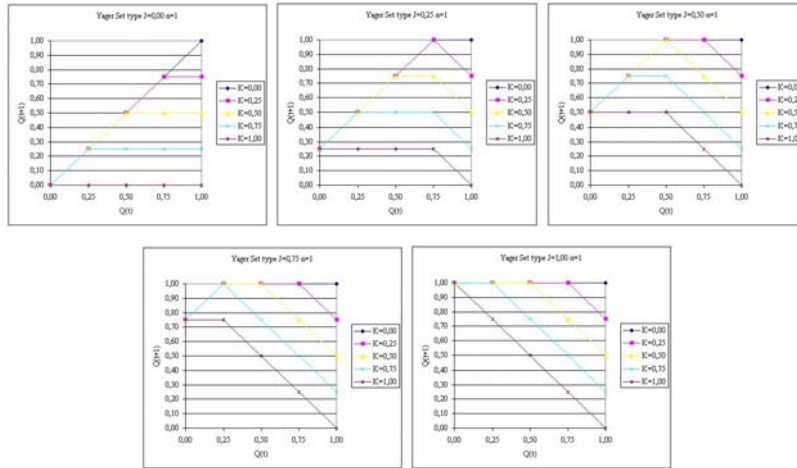 Yager Set type J=0,00 α=1
1,00
0,90
0,80
0,70
0,60
0,50
0,40
0,30
0,20
0,10
0,00
Q(t+1)
0,00 0,25 0,50 0,75 1,00
Q(t)
K=0,00
K=0,25
K=0,50
K=0,75
K=1,00
Yager Set type J=0,25 α=1
1,00
0,90
0,80
0,70
0,60
0,50
0,40
0,30
0,20
0,10
0,00
Q(t+1)
0,00 0,25 0,50 0,75 1,00
Q(t)
K=0,00
K=0,25
K=0,50
K=0,75
K=1,00
Yager Set type J=0,50 α=1
1,00
0,90
0,80
0,70
0,60
0,50
0,40
0,30
0,20
0,10
0,00
Q(t+1)
0,00 0,25 0,50 0,75 1,00
Q(t)
K=0,0
K=0,2
K=0,5
K=0,7
K=1,0
Yager Set type J=0,75 α=1
1,00
0,90
0,80
0,70
0,60
0,50
0,40
0,30
0,20
0,10
0,00
Q(t+1)
0,00 0,25 0,50 0,75 1,00
Q(t)
K=0,00
K=0,25
K=0,50
K=0,75
K=1,00
Yager Set type J=1,00 α=1
1,00
0,90
0,80
0,70
0,60
0,50
0,40
0,30
0,20
0,10
0,00
Q(t+1)
0,00 0,25 0,50 0,75 1,00
Q(t)
K=0,00
K=0,25
K=0,50
K=0,75
K=1,00